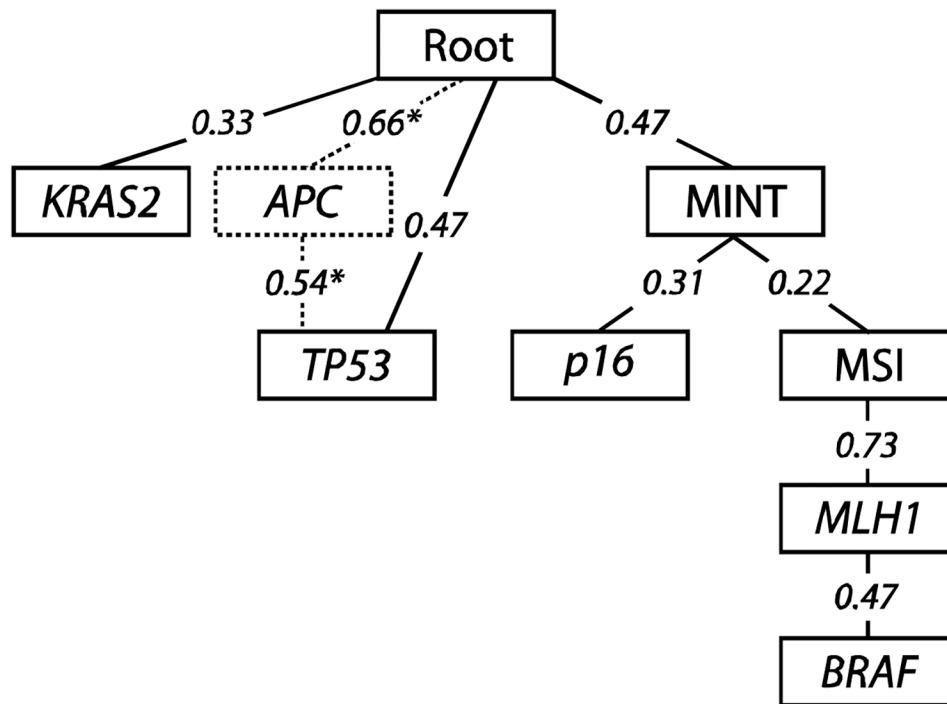 Root
0.33
0.66*
0.47
KRAS2
APC
0.47
MINT
0.54*
0.31
0.22
TP53
p16
MSI
0.73
MLH1
0.47
BRAF